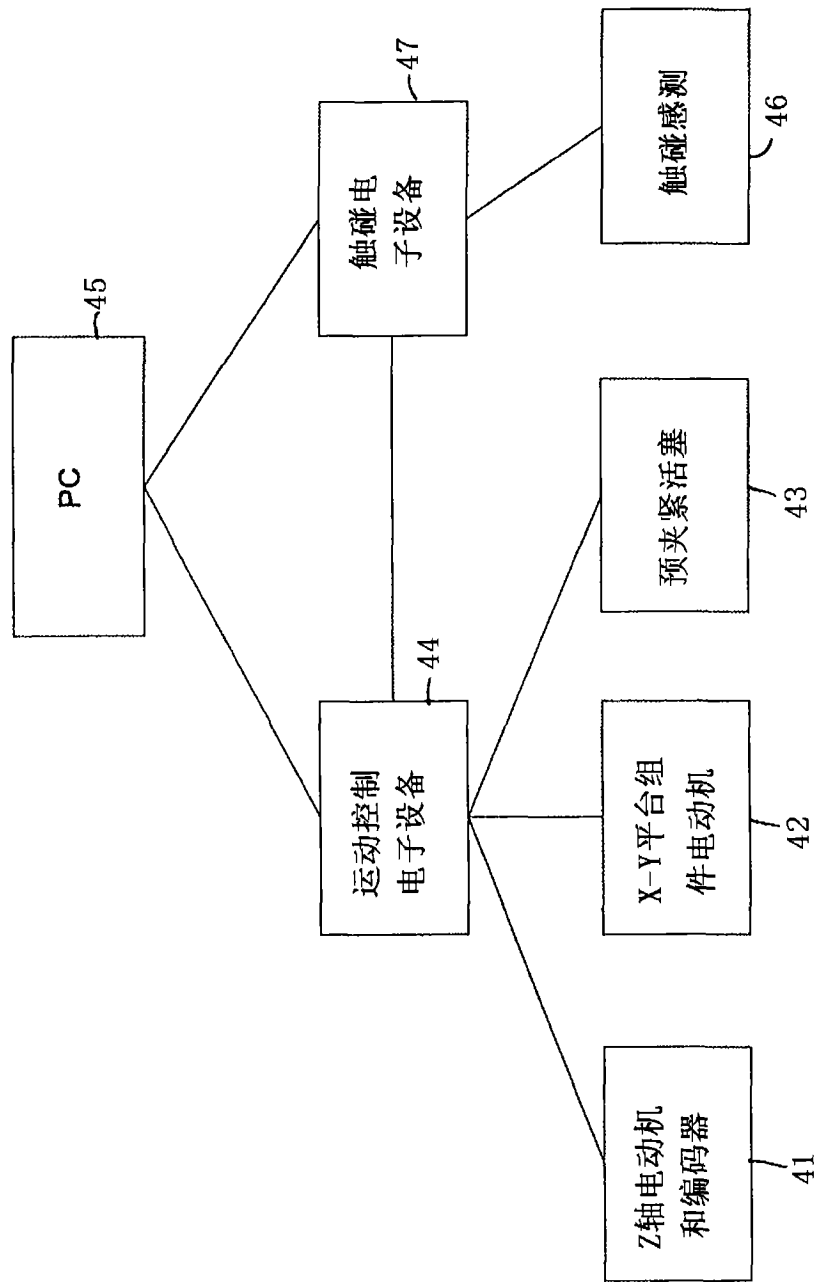 PC
45
运动控制
电子设备
44
触碰电
子设备
47
Z轴电动机
和编码器
41
X-Y平台组
件电动机
42
预夹紧活塞
43
触碰感测
46